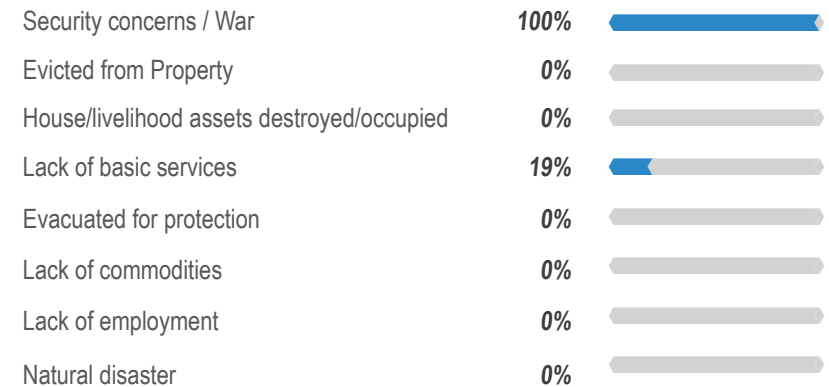 Security concerns / War 100%
Evicted from Property 0%
House/livelihood assets destroyed/occupied 0%
Lack of basic services 19%
Evacuated for protection 0%
Lack of commodities 0%
Lack of employment 0%
Natural disaster 0%